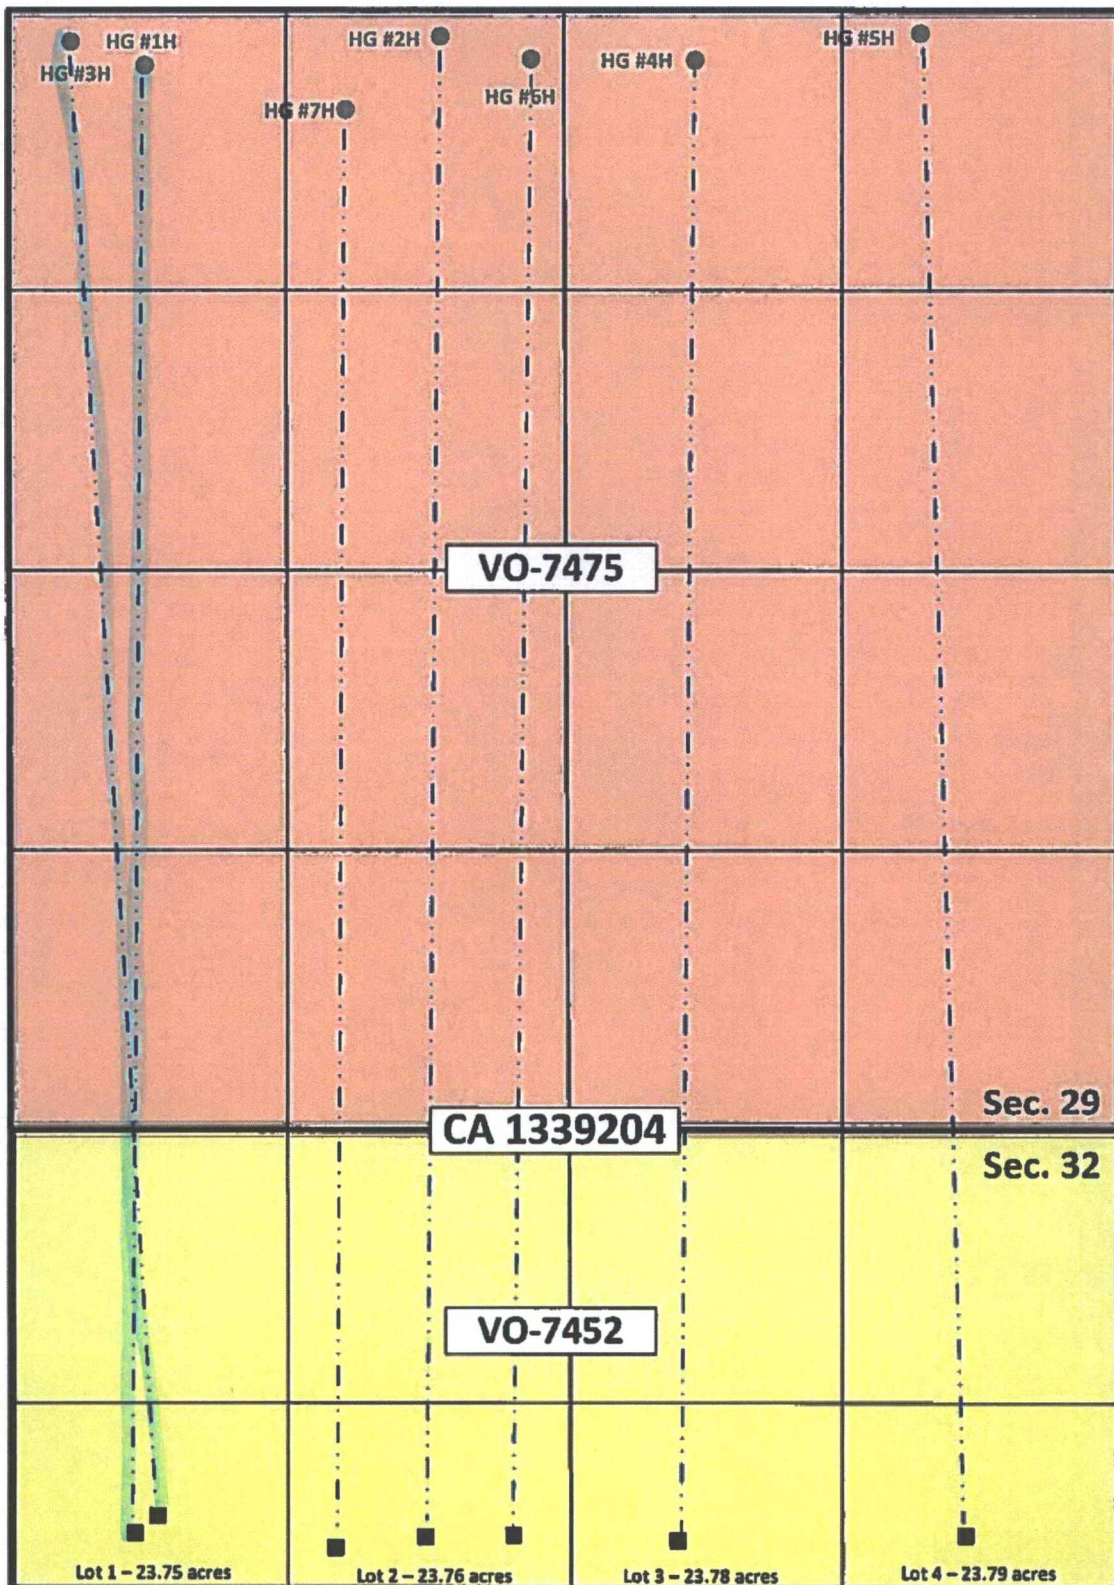 HG #1H
HG #2H
HG #5H
HG #3H
HG #4H
HG #6H
HG #7H
VO-7475
Sec. 29
CA 1339204
Sec. 32
VO-7452
Lot 1 – 23.75 acres
Lot 2 – 23.76 acres
Lot 3 – 23.78 acres
Lot 4 – 23.79 acres